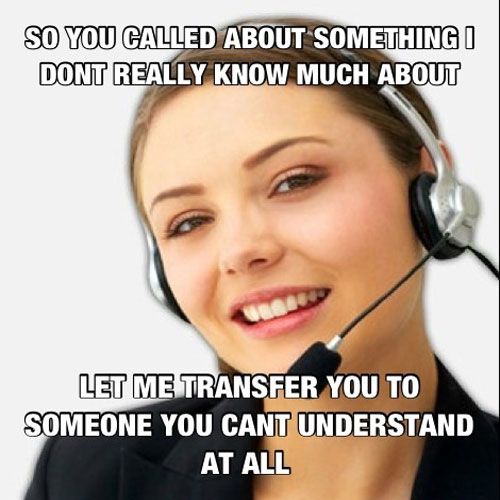 SO YOU CALLED ABOUT SOMETHING I
DONT REALLY KNOW MUCH ABOUT
LET ME TRANSFER YOU TO
SOMEONE YOU CANT UNDERSTAND
AT ALL